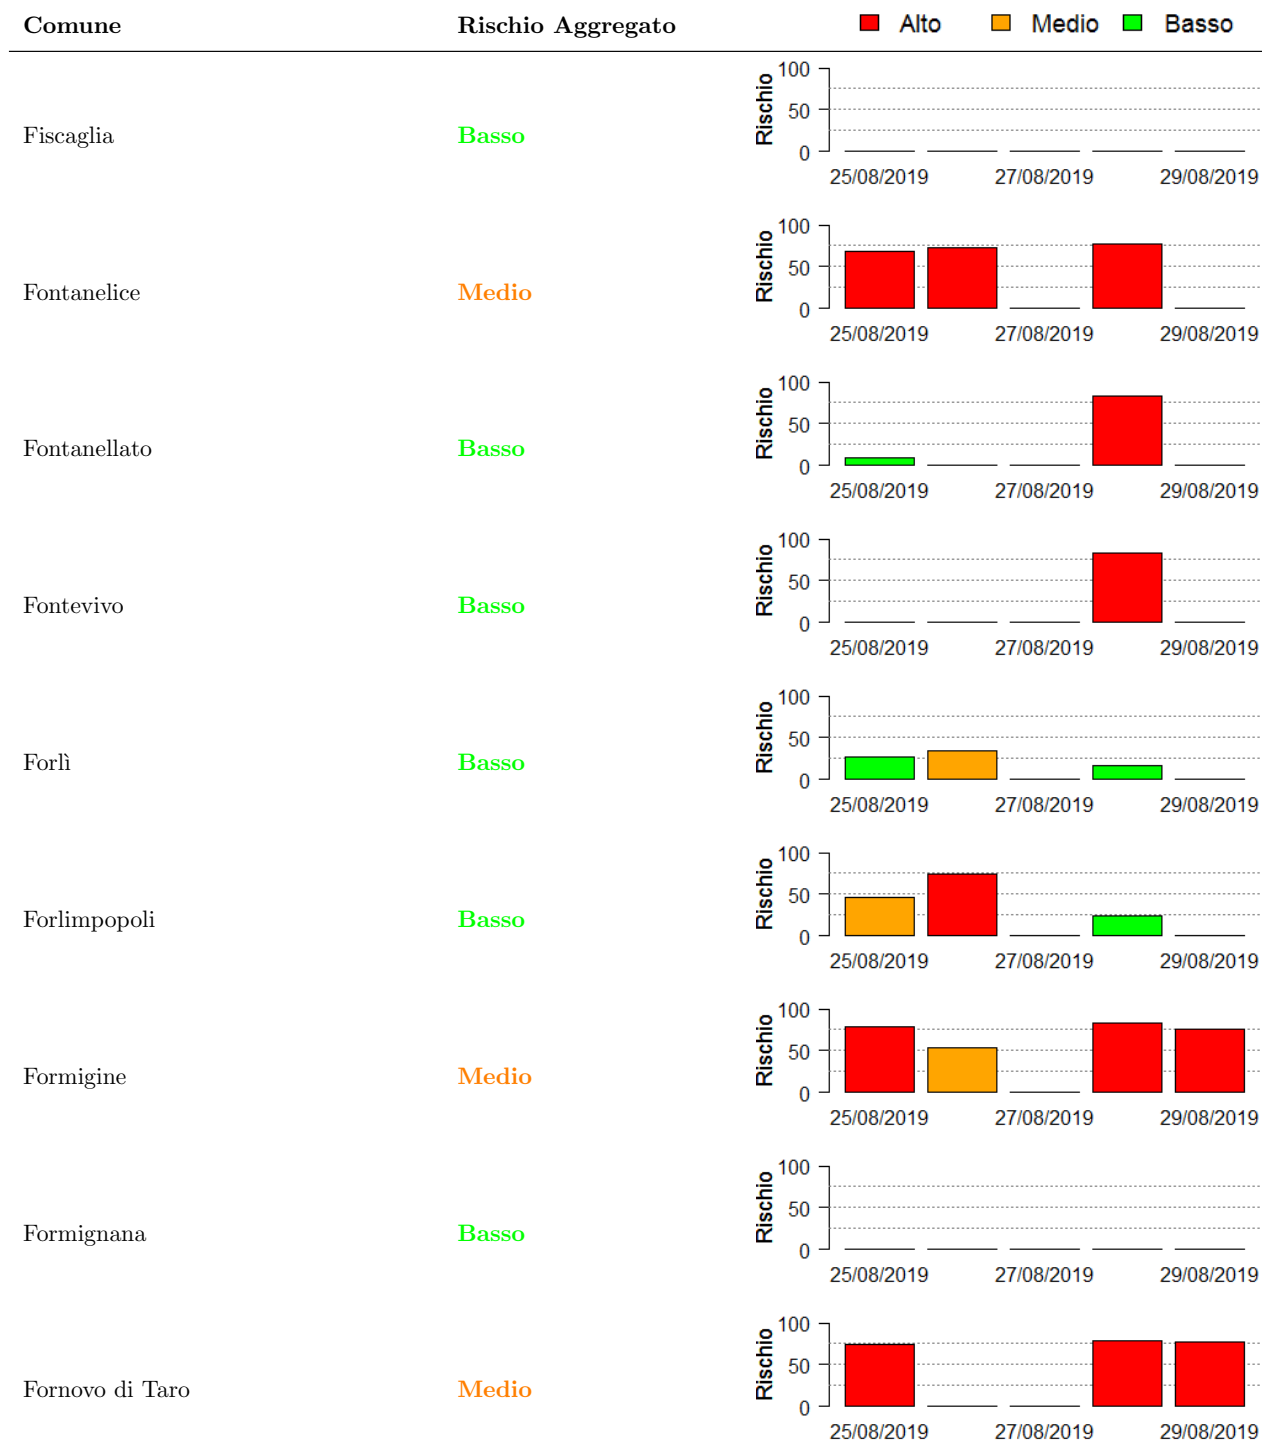 Comune Rischio Aggregato Alto Medio Basso
Fiscaglia Basso Rischio 100 50 0
25/08/2019 27/08/2019 29/08/2019
Fontanelice Medio Rischio 100 50 0
25/08/2019 27/08/2019 29/08/2019
Fontanellato Basso Rischio 100 50 0
25/08/2019 27/08/2019 29/08/2019
Fontevivo Basso Rischio 100 50 0
25/08/2019 27/08/2019 29/08/2019
Forlì Basso Rischio 100 50 0
25/08/2019 27/08/2019 29/08/2019
Forlimpopoli Basso Rischio 100 50 0
25/08/2019 27/08/2019 29/08/2019
Formigine Medio Rischio 100 50 0
25/08/2019 27/08/2019 29/08/2019
Formignana Basso Rischio 100 50 0
25/08/2019 27/08/2019 29/08/2019
Fornovo di Taro Medio Rischio 100 50 0
25/08/2019 27/08/2019 29/08/2019